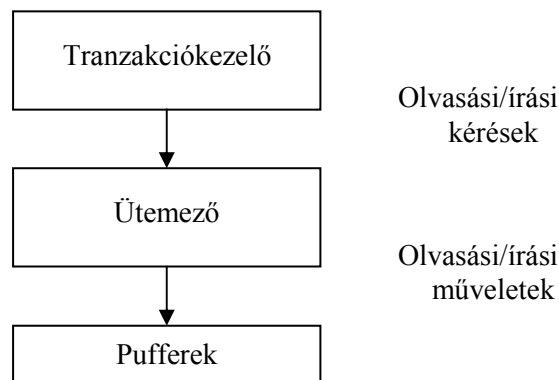 Tranzakciókezelő
Olvasási/írási
kérések
Ütemező
Olvasási/írási
műveletek
Pufferek